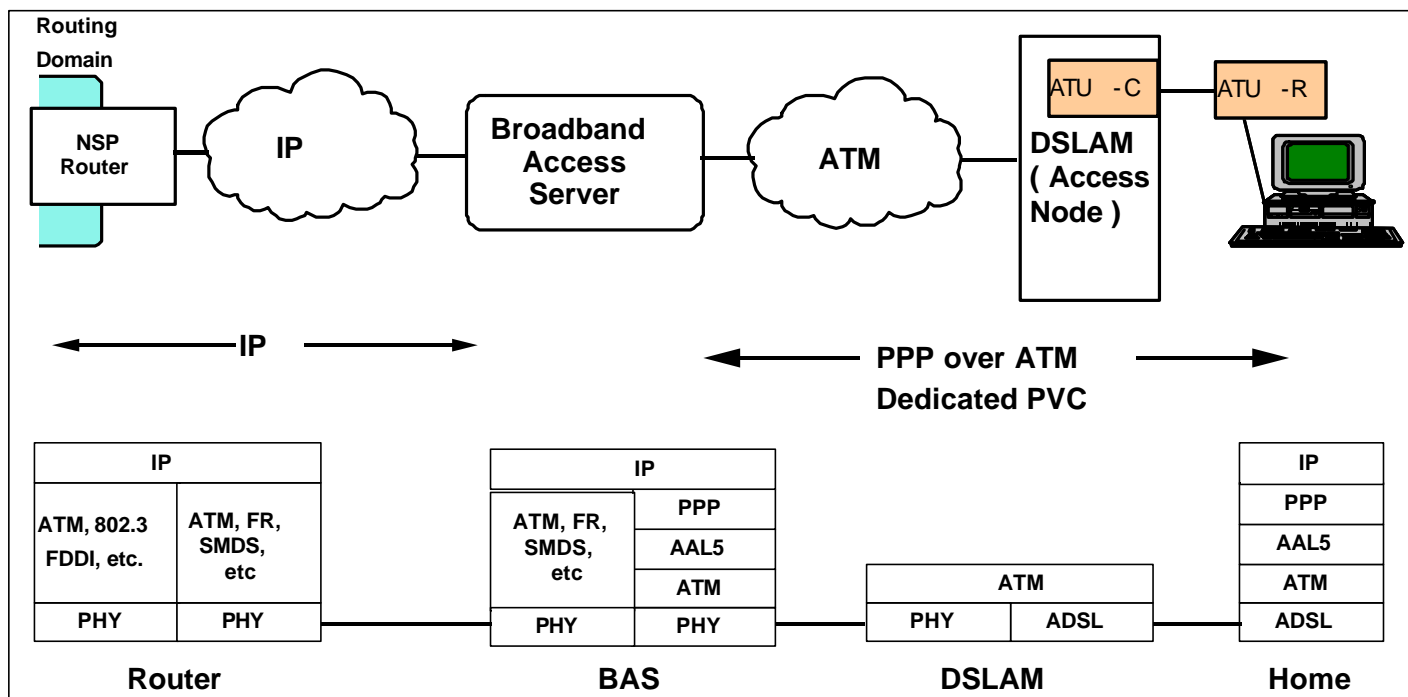 Routing
Domain
NSP
Router
IP
Broadband
Access
Server
ATM
ATU -C
DSLAM
( Access
Node )
ATU -R
IP
PPP over ATM
Dedicated PVC
IP
ATM, 802.3
FDDI, etc.
ATM, FR,
SMDS,
etc
PHY
PHY
Router
IP
ATM, FR,
SMDS,
etc
PPP
AAL5
ATM
PHY
PHY
BAS
ATM
PHY
ADSL
DSLAM
IP
PPP
AAL5
ATM
ADSL
Home